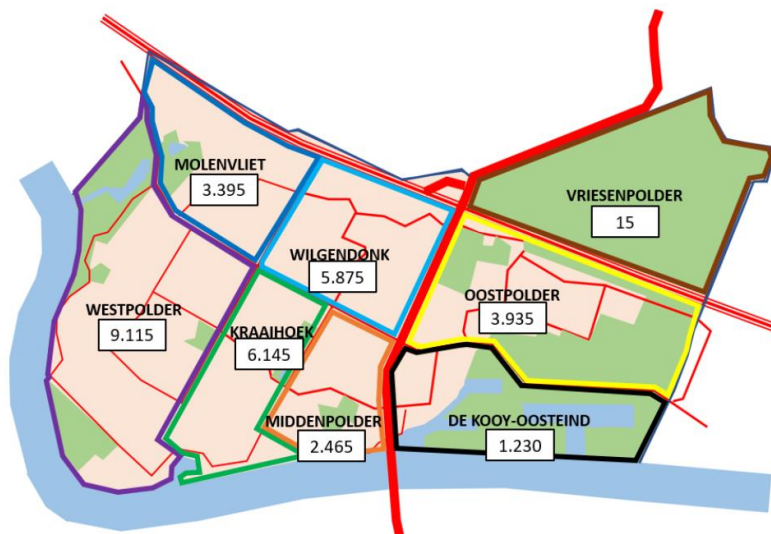 MOLENVLIET
3.395
VRIESENPOLDER
15
WILGENDONK
5.875
OOSTPOLDER
3.935
WESTPOLDER
9.115
KRAAIHOEK
6.145
MIDDENPOLDER
2.465
DE KOOY-OOSTEIND
1.230